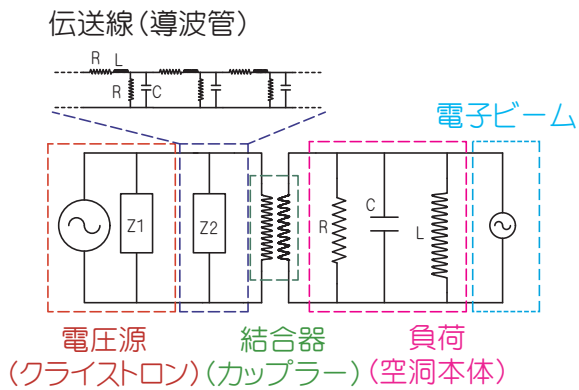 伝送線（導波管）
R L
R C
電子ビーム
Z1 Z2 R C L
電圧源 結合器 負荷
（クライストロン）（カップラー）（空洞本体）